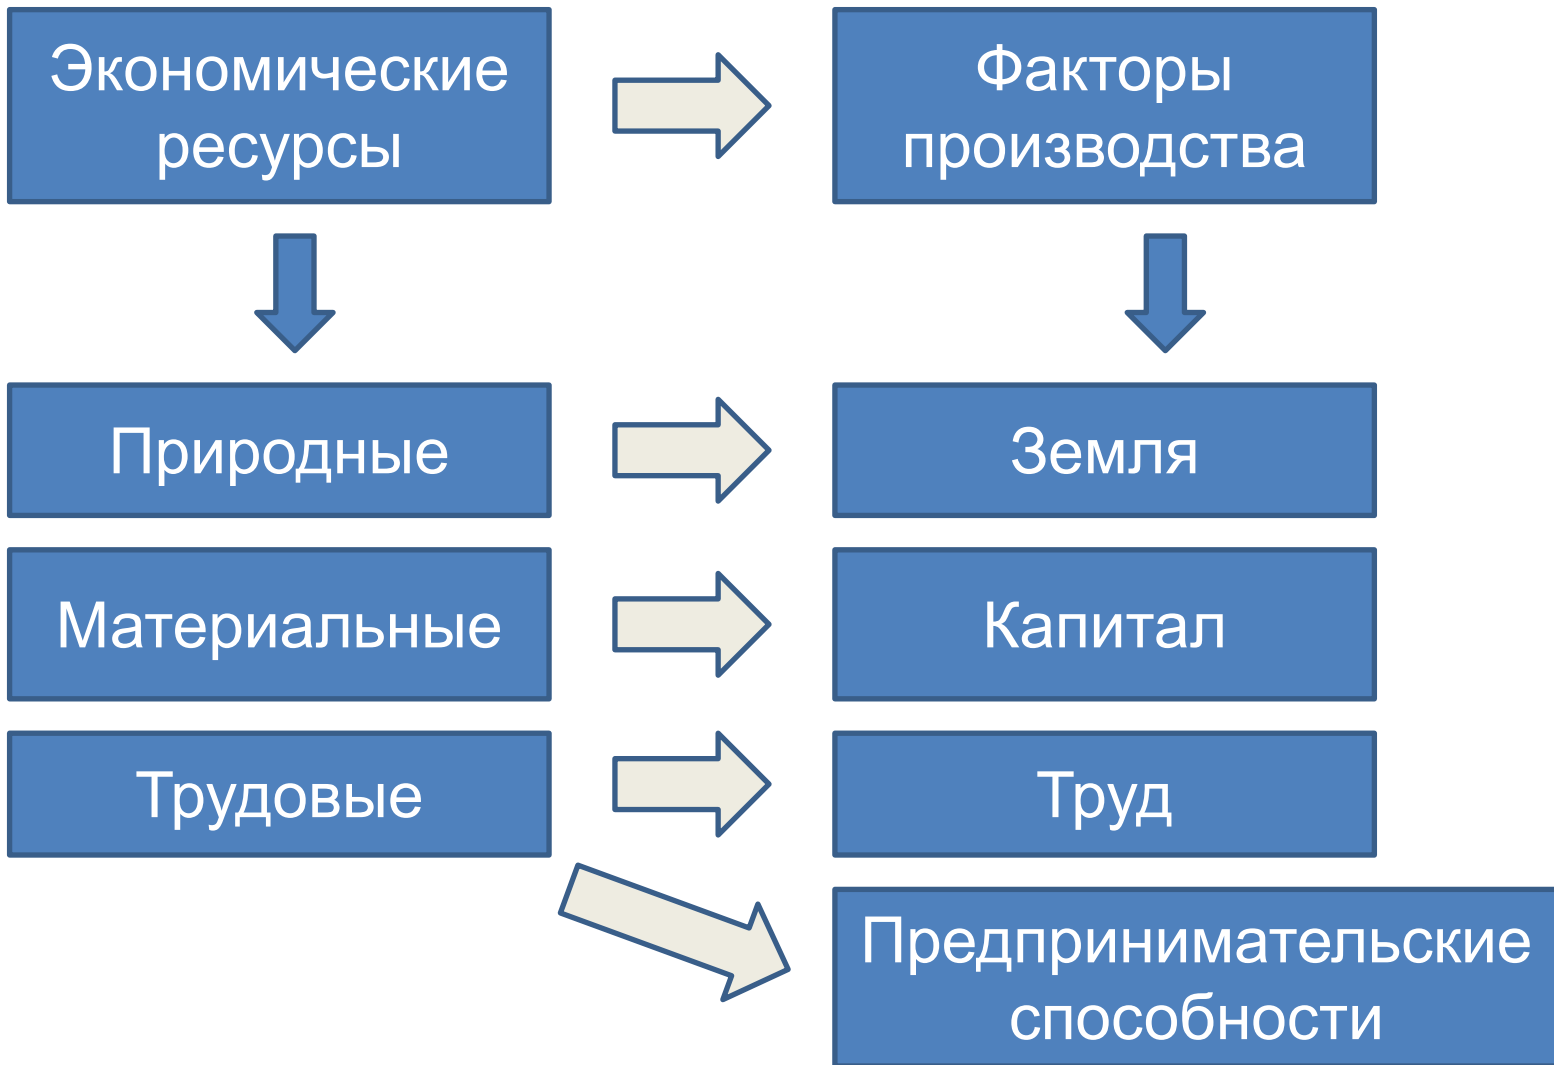 Экономические
ресурсы
Факторы
производства
Природные
Земля
Материальные
Капитал
Трудовые
Труд
Предпринимательские
способности